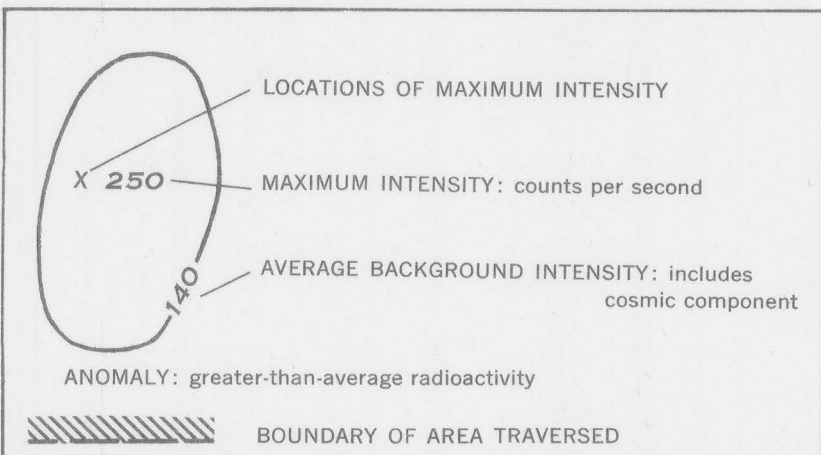 LOCATIONS OF MAXIMUM INTENSITY
X 250
MAXIMUM INTENSITY: counts per second
140
AVERAGE BACKGROUND INTENSITY: includes
cosmic component
ANOMALY: greater-than-average radioactivity
BOUNDARY OF AREA TRAVERSED